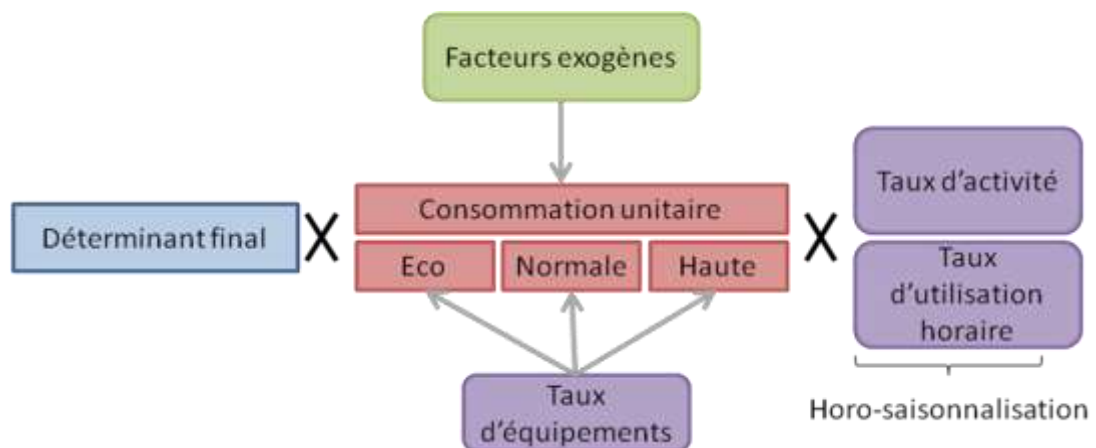 Facteurs exogènes
Déterminant final
X
Consommation unitaire
Eco
Normale
Haute
X
Taux d'activité
Taux
d'utilisation
horaire
Taux
d'équipements
Horo-saisonnalisation